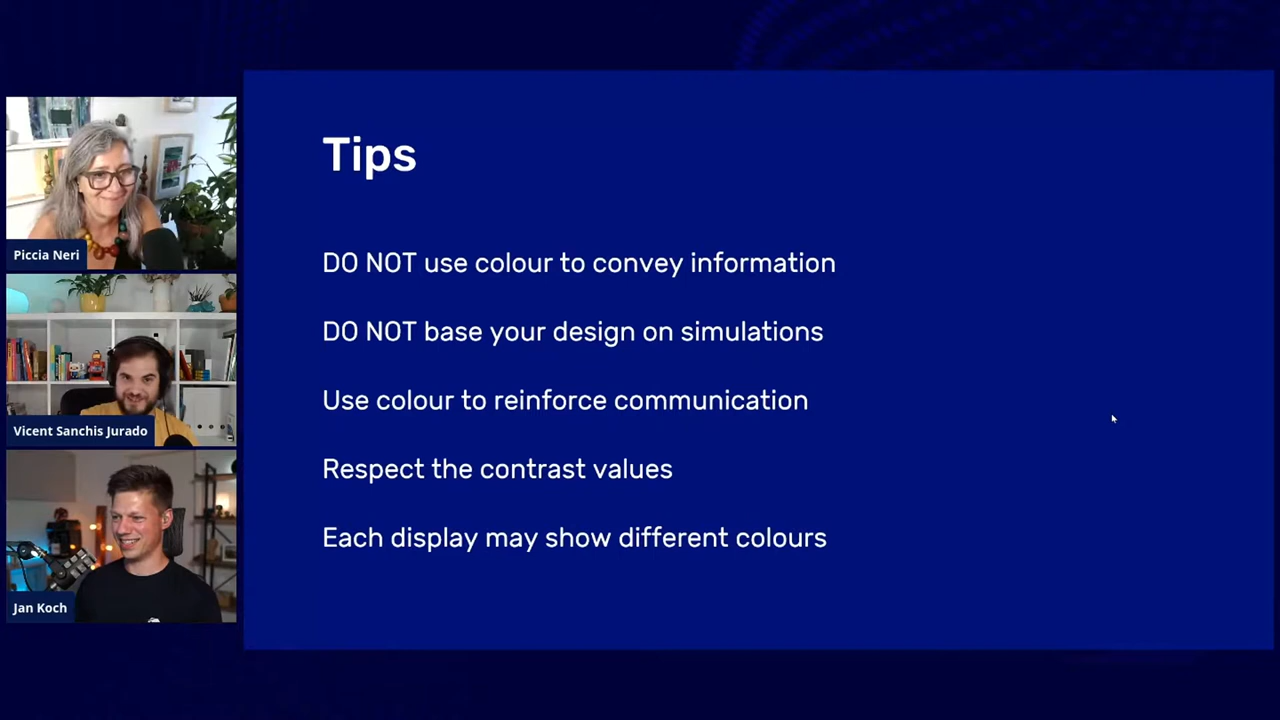 Piccia Neri
Vicent Sanchis Jurado
Jan Koch
Tips
DO NOT use colour to convey information
DO NOT base your design on simulations
Use colour to reinforce communication
Respect the contrast values
Each display may show different colours